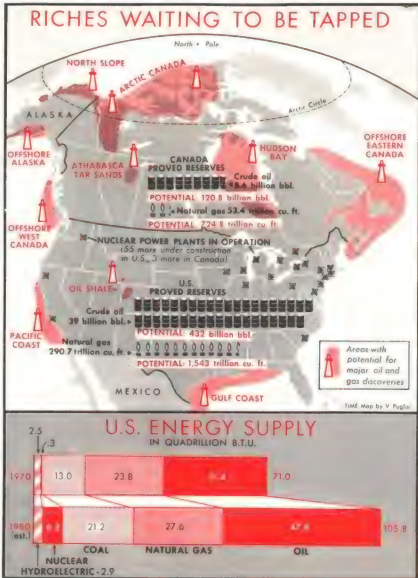 RICHES WAITING TO BE TAPPED
North • Pole
NORTH SLOPE
ARCTIC CANADA
Arctic Circle
ALASKA
OFFSHORE
ALASKA
ATHABASCA
TAR SANDS
HUDSON
BAY
OFFSHORE
EASTERN
CANADA
CANADA
PROVED RESERVES
Crude oil
billion bbl.
POTENTIAL: 120.8 billion bbl.
Natural gas 53.4 trillion cu. ft.
POTENTIAL: 724.8 trillion cu. ft.
OFFSHORE
WEST
CANADA
NUCLEAR POWER PLANTS IN OPERATION
(55 more under construction
in U.S., 3 more in Canada)
OIL SHALE
U.S.
PROVED RESERVES
Crude oil
39 billion bbl.
POTENTIAL: 432 billion bbl.
Natural gas
290.7 trillion cu. ft.
POTENTIAL: 1,543 trillion cu. ft.
PACIFIC
COAST
MEXICO
GULF COAST
Areas with
potential for
major oil and
gas discoveries
TIME Map by V. Puglisi
U.S. ENERGY SUPPLY
IN QUADRILLION B.T.U.
2.5
.3
1970
13.0
23.8
71.0
1980
(est.)
21.2
27.6
105.8
COAL
NATURAL GAS
OIL
NUCLEAR
HYDROELECTRIC-2.9